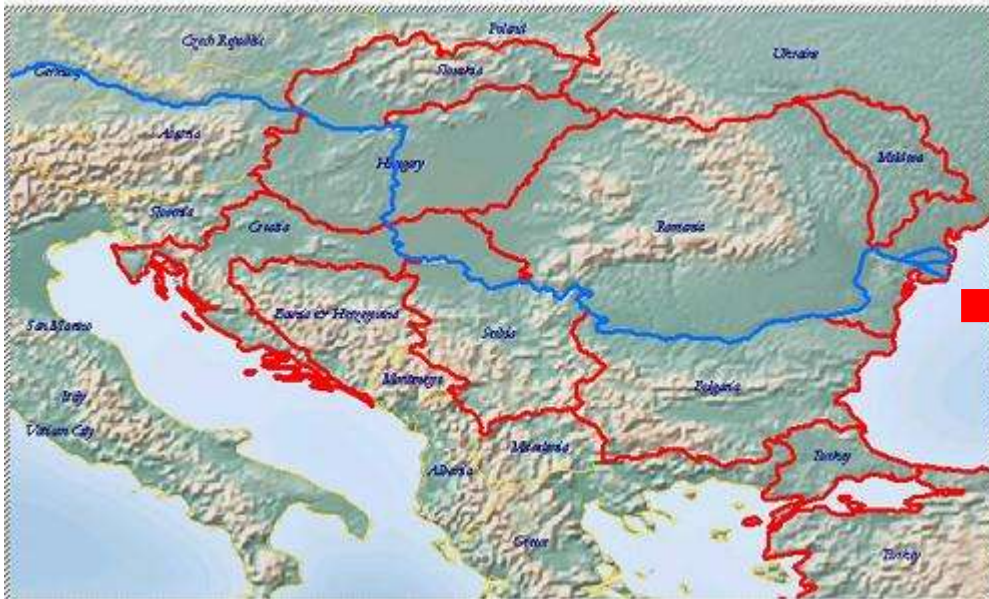 Poland
Czech Republic
Ukraine
Germany
Slovakia
Austria
Moldova
Hungary
Slovenia
Croatia
Romania
Bosnia & Herzegovina
San Marino
Serbia
Montenegro
Bulgaria
Italy
Vatican City
Macedonia
Turkey
Albania
Greece
Turkey